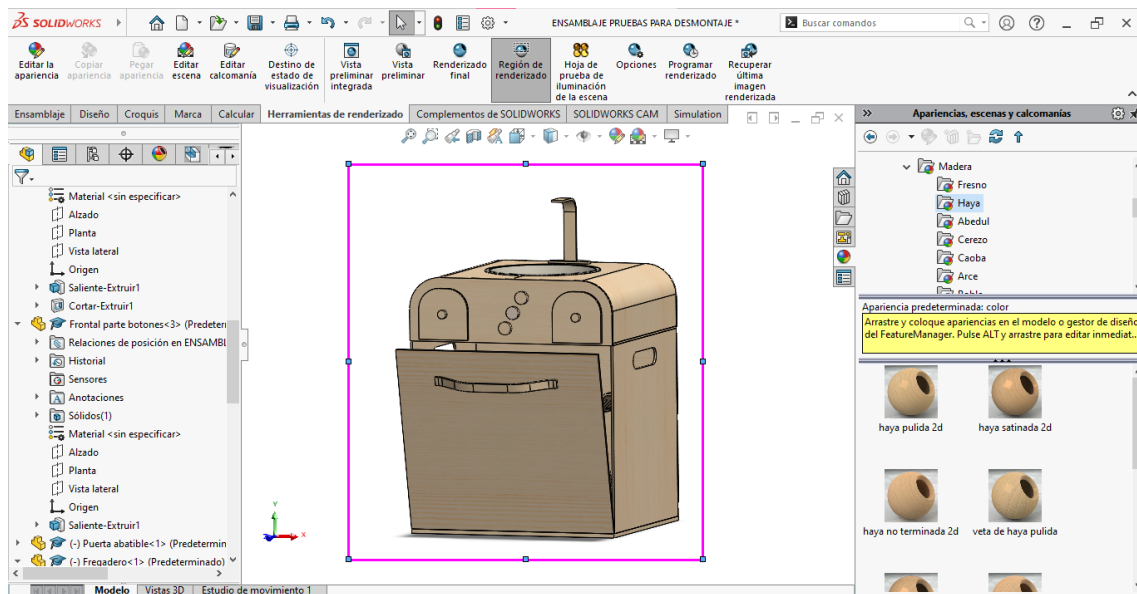 SOLIDWORKS
ENSAMBLAJE PRUEBAS PARA DESMONTAJE *
Buscar comandos
Editar la apariencia
Copiar apariencia
Pegar apariencia
Editar escena
Editar calcomanía
Destino de estado de visualización
Vista preliminar integrada
Vista preliminar
Renderizado final
Región de renderizado
Hoja de prueba de iluminación de la escena
Opciones
Programar renderizado
Recuperar última imagen renderizada
Ensamblaje
Diseño
Croquis
Marca
Calcular
Herramientas de renderizado
Complementos de SOLIDWORKS
SOLIDWORKS CAM
Simulation
Material <sin especificar>
Alzado
Planta
Vista lateral
Origen
Saliente-Extruir1
Cortar-Extruir1
Frontal parte botones<3> (Predeten
Relaciones de posición en ENSAMBL
Historial
Sensores
Anotaciones
Sólidos(1)
Material <sin especificar>
Alzado
Planta
Vista lateral
Origen
Saliente-Extruir1
(-) Puerta abatible<1> (Predetermin
(-) Fregadero<1> (Predeterminado)
Modelo
Vistas 3D
Estudio de movimiento 1
Y
X
Apariencias, escenas y calcomanías
Madera
Fresno
Haya
Abedul
Cerezo
Caoba
Arce
Apariencia predeterminada: color
Arrastre y coloque apariencias en el modelo o gestor de diseño
del FeatureManager. Pulse ALT y arrastre para editar inmediat...
haya pulida 2d
haya satinada 2d
haya no terminada 2d
veta de haya pulida